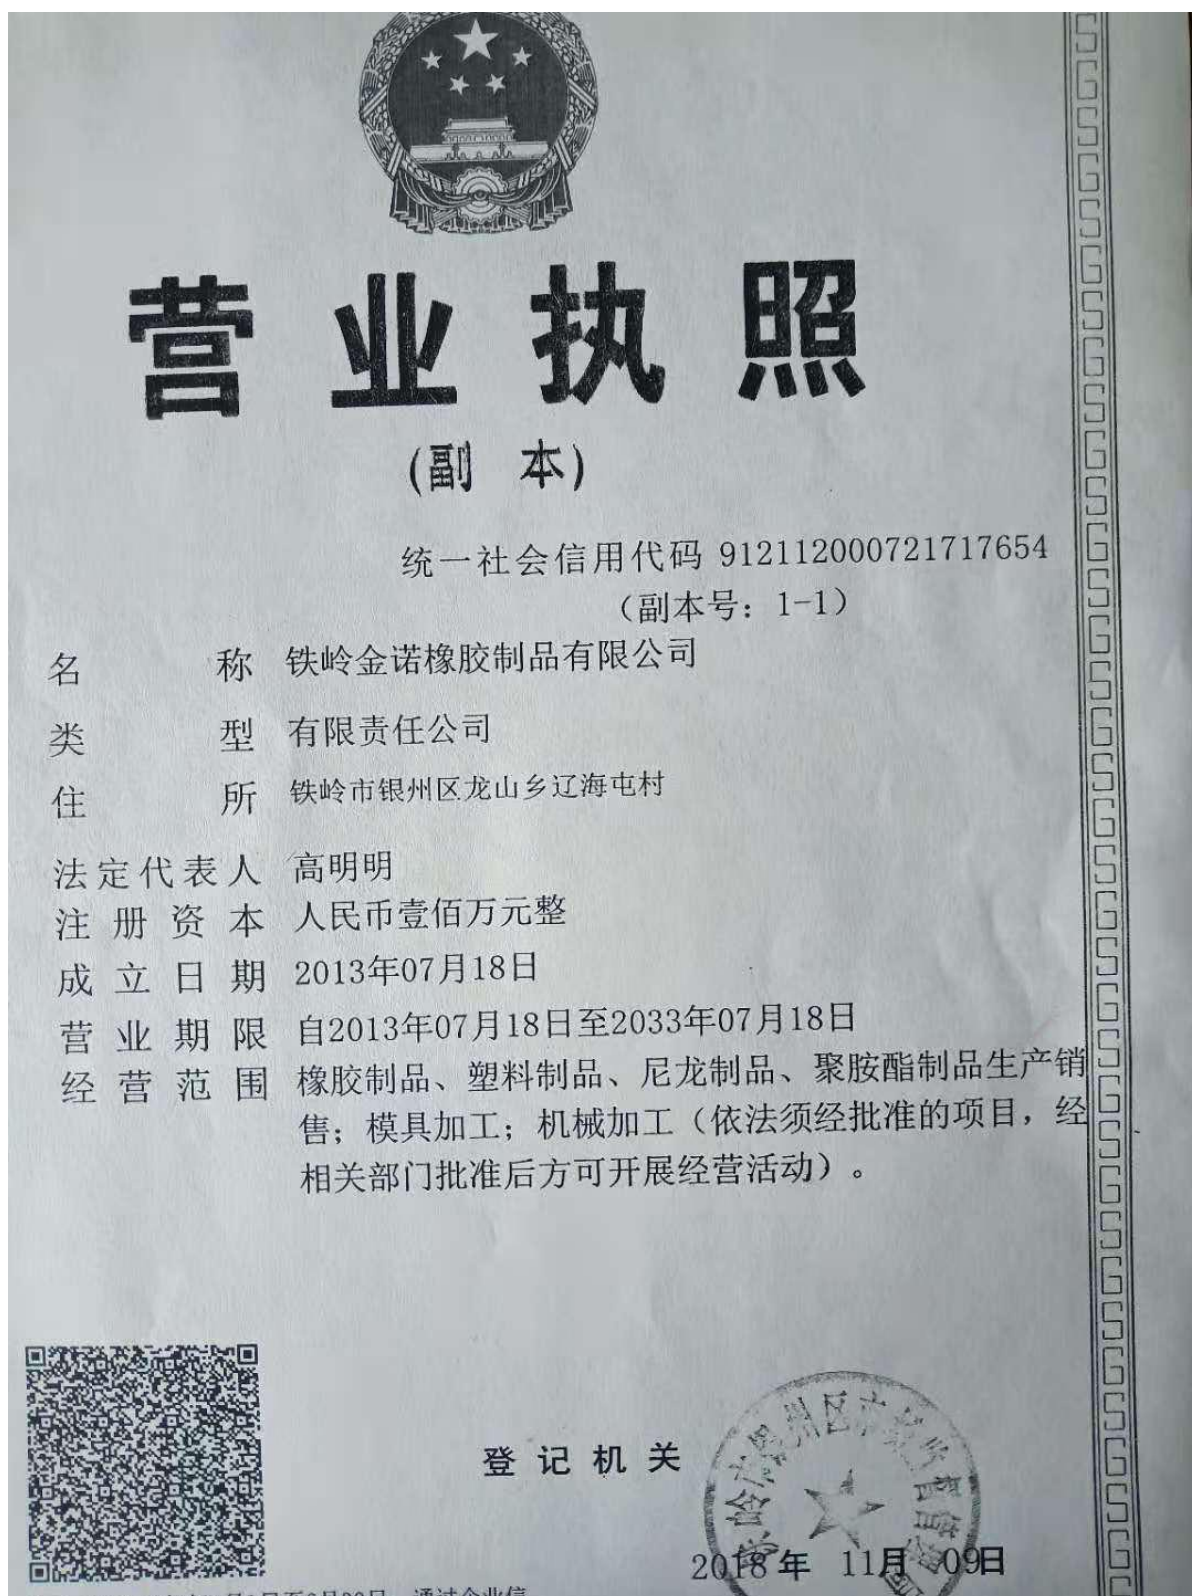 营业执照
(副 本)
统一社会信用代码 912112000721717654
（副本号：1-1）
名称 铁岭金诺橡胶制品有限公司
类型 有限责任公司
住所 铁岭市银州区龙山乡辽海屯村
法定代表人 高明明
注册资本 人民币壹佰万元整
成立日期 2013年07月18日
营业期限 自2013年07月18日至2033年07月18日
经营范围 橡胶制品、塑料制品、尼龙制品、聚胺酯制品生产销
售；模具加工；机械加工（依法须经批准的项目，经
相关部门批准后方可开展经营活动）。
登记机关
2018年 11月 09日